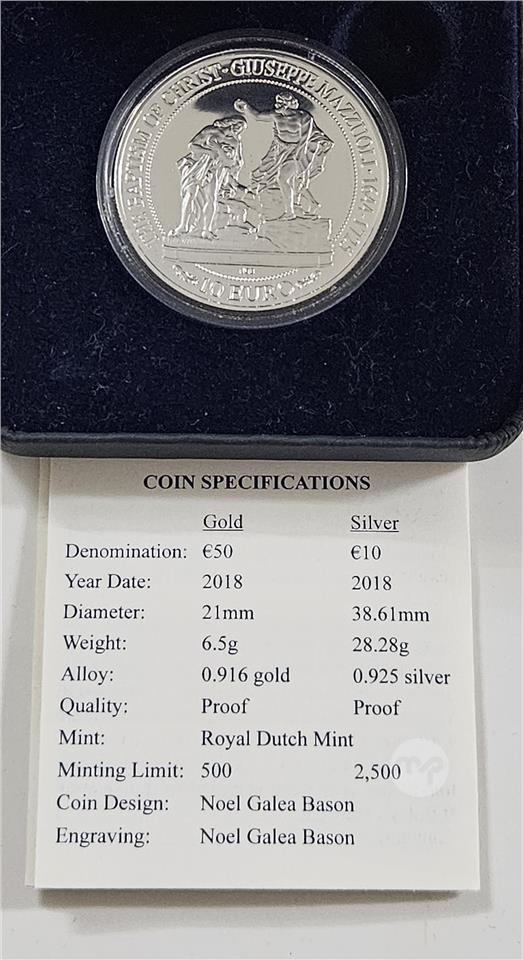 THE BAPTISM OF CHRIST·GIUSEPPE MAZZUOLI·1644-1725
10 EURO
COIN SPECIFICATIONS
Gold Silver
Denomination: €50 €10
Year Date: 2018 2018
Diameter: 21mm 38.61mm
Weight: 6.5g 28.28g
Alloy: 0.916 gold 0.925 silver
Quality: Proof Proof
Mint: Royal Dutch Mint
Minting Limit: 500 2,500
mp
Coin Design: Noel Galea Bason
Engraving: Noel Galea Bason